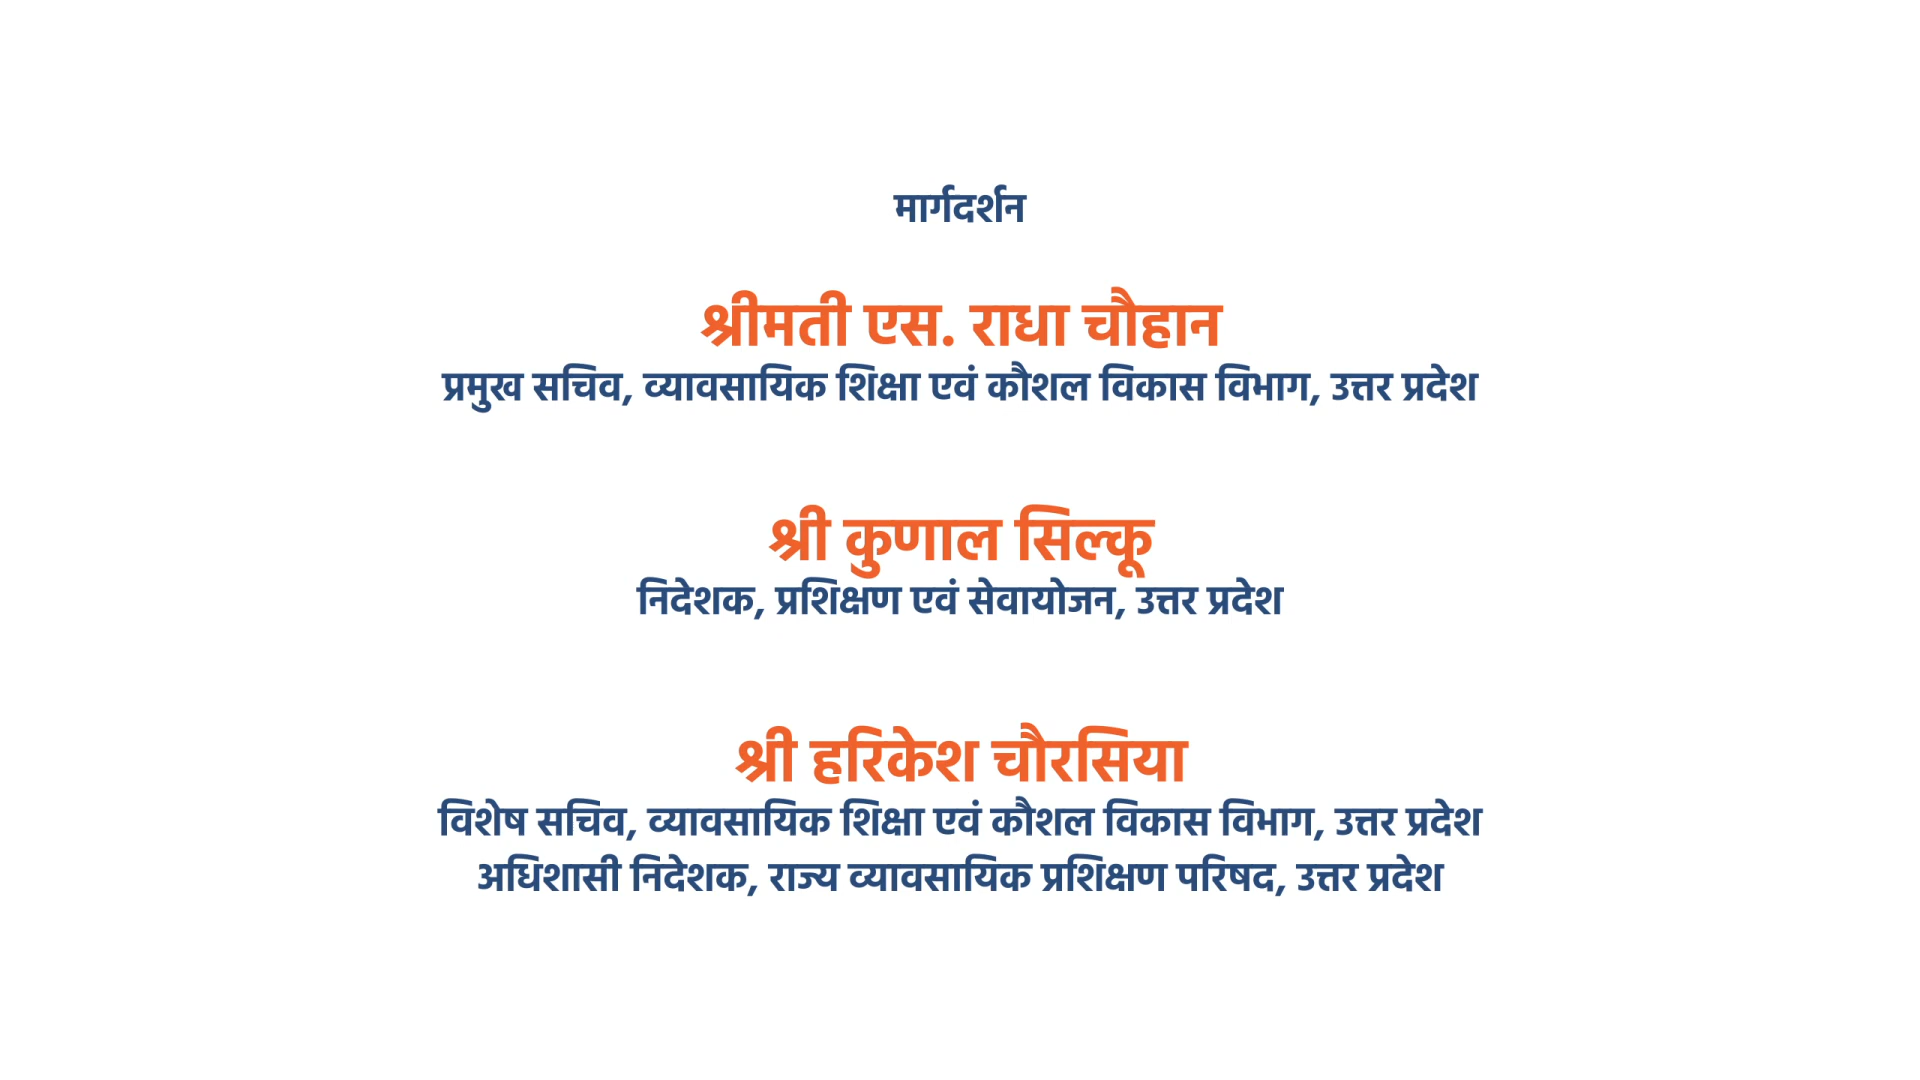 मार्गदर्शन
श्रीमती एस. राधा चौहान
प्रमुख सचिव, व्यावसायिक शिक्षा एवं कौशल विकास विभाग, उत्तर प्रदेश
श्री कुणाल सिल्कू
निदेशक, प्रशिक्षण एवं सेवायोजन, उत्तर प्रदेश
श्री हरिकेश चौरसिया
विशेष सचिव, व्यावसायिक शिक्षा एवं कौशल विकास विभाग, उत्तर प्रदेश
अधिशासी निदेशक, राज्य व्यावसायिक प्रशिक्षण परिषद, उत्तर प्रदेश